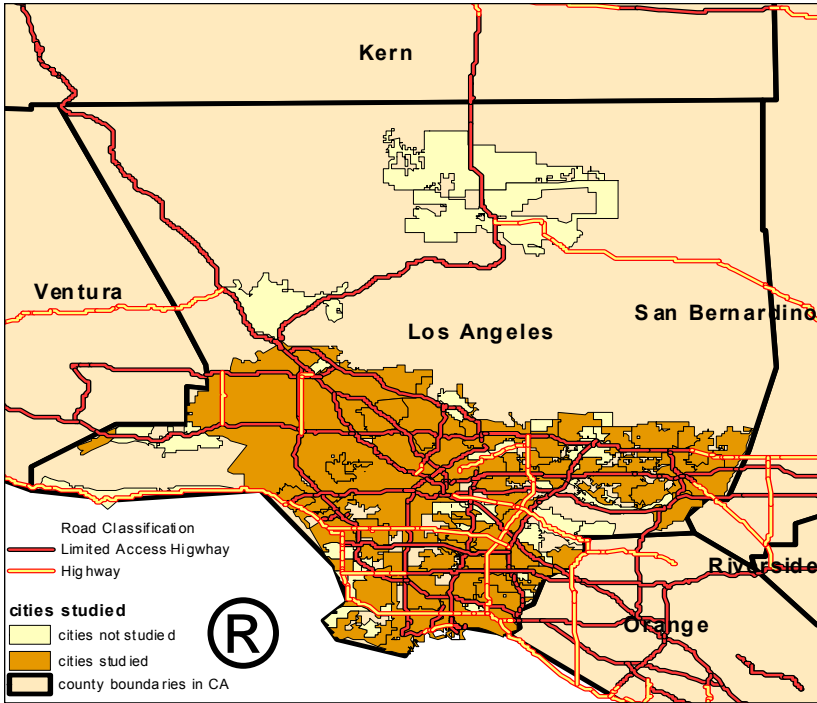 Kern
Ventura
San Bernardino
Los Angeles
Road Classification
Limited Access Higwhay
Highway
Riverside
cities studied
cities not studied
R
Orange
cities studied
county boundaries in CA